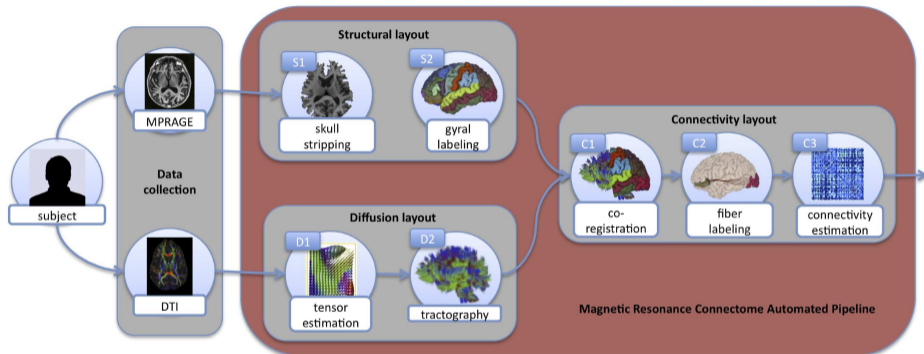 subject
Data
collection
MPRAGE
DTI
Structural layout
S1
skull
stripping
S2
gyral
labeling
Diffusion layout
D1
tensor
estimation
D2
tractography
Connectivity layout
C1
co-
registration
C2
fiber
labeling
C3
connectivity
estimation
Magnetic Resonance Connectome Automated Pipeline